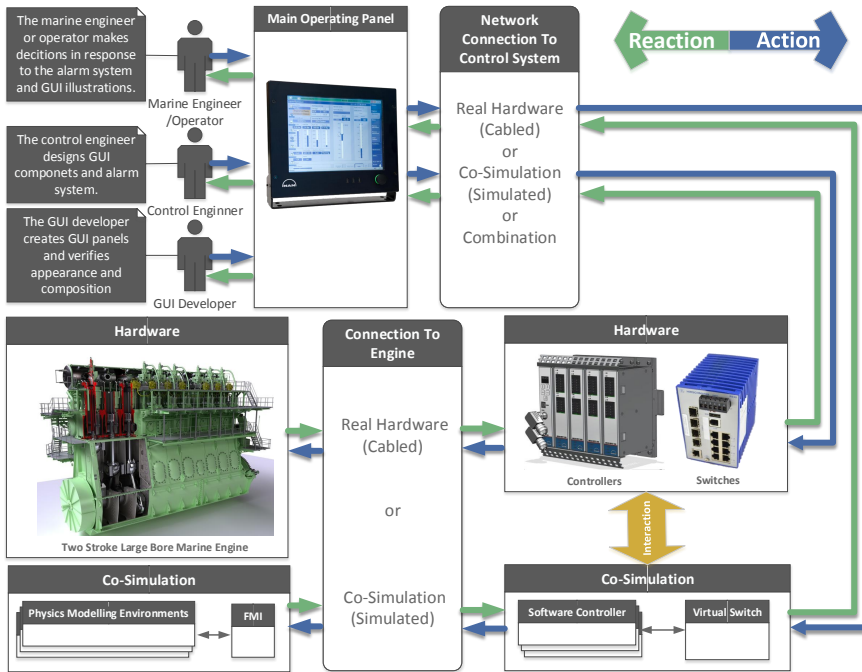 The marine engineer
or operator makes
decitions in response
to the alarm system
and GUI illustrations.
Marine Engineer
/Operator
The control engineer
designs GUI
componets and alarm
system.
Control Enginner
The GUI developer
creates GUI panels
and verifies
appearance and
composition
GUI Developer
Main Operating Panel
MAN
Network
Connection To
Control System
Real Hardware
(Cabled)
or
Co-Simulation
(Simulated)
or
Combination
Reaction
Action
Hardware
Two Stroke Large Bore Marine Engine
Connection To
Engine
Real Hardware
(Cabled)
or
Co-Simulation
(Simulated)
Hardware
Controllers
Switches
Interaction
Co-Simulation
Physics Modelling Environments
FMI
Co-Simulation
Software Controller
Virtual Switch